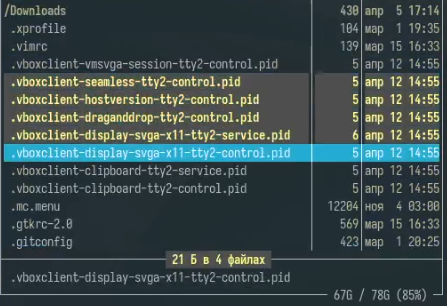 /Downloads 430 апр 5 17:14
.xprofile 104 мар 1 19:35
.vimrc 139 мар 15 16:33
.vboxclient-vmsvga-session-tty2-control.pid 5 апр 12 14:55
.vboxclient-seamless-tty2-control.pid 5 апр 12 14:55
.vboxclient-hostversion-tty2-control.pid 5 апр 12 14:55
.vboxclient-draganddrop-tty2-control.pid 5 апр 12 14:55
.vboxclient-display-svga-x11-tty2-service.pid 6 апр 12 14:55
.vboxclient-display-svga-x11-tty2-control.pid 5 апр 12 14:55
.vboxclient-clipboard-tty2-service.pid 5 апр 12 14:55
.vboxclient-clipboard-tty2-control.pid 5 апр 12 14:55
.mc.menu 12204 ноя 4 03:00
.gtkrc-2.0 569 мар 15 16:33
.gitconfig 423 мар 1 20:25
21 Б в 4 файлах
.vboxclient-display-svga-x11-tty2-control.pid
67G / 78G (85%)